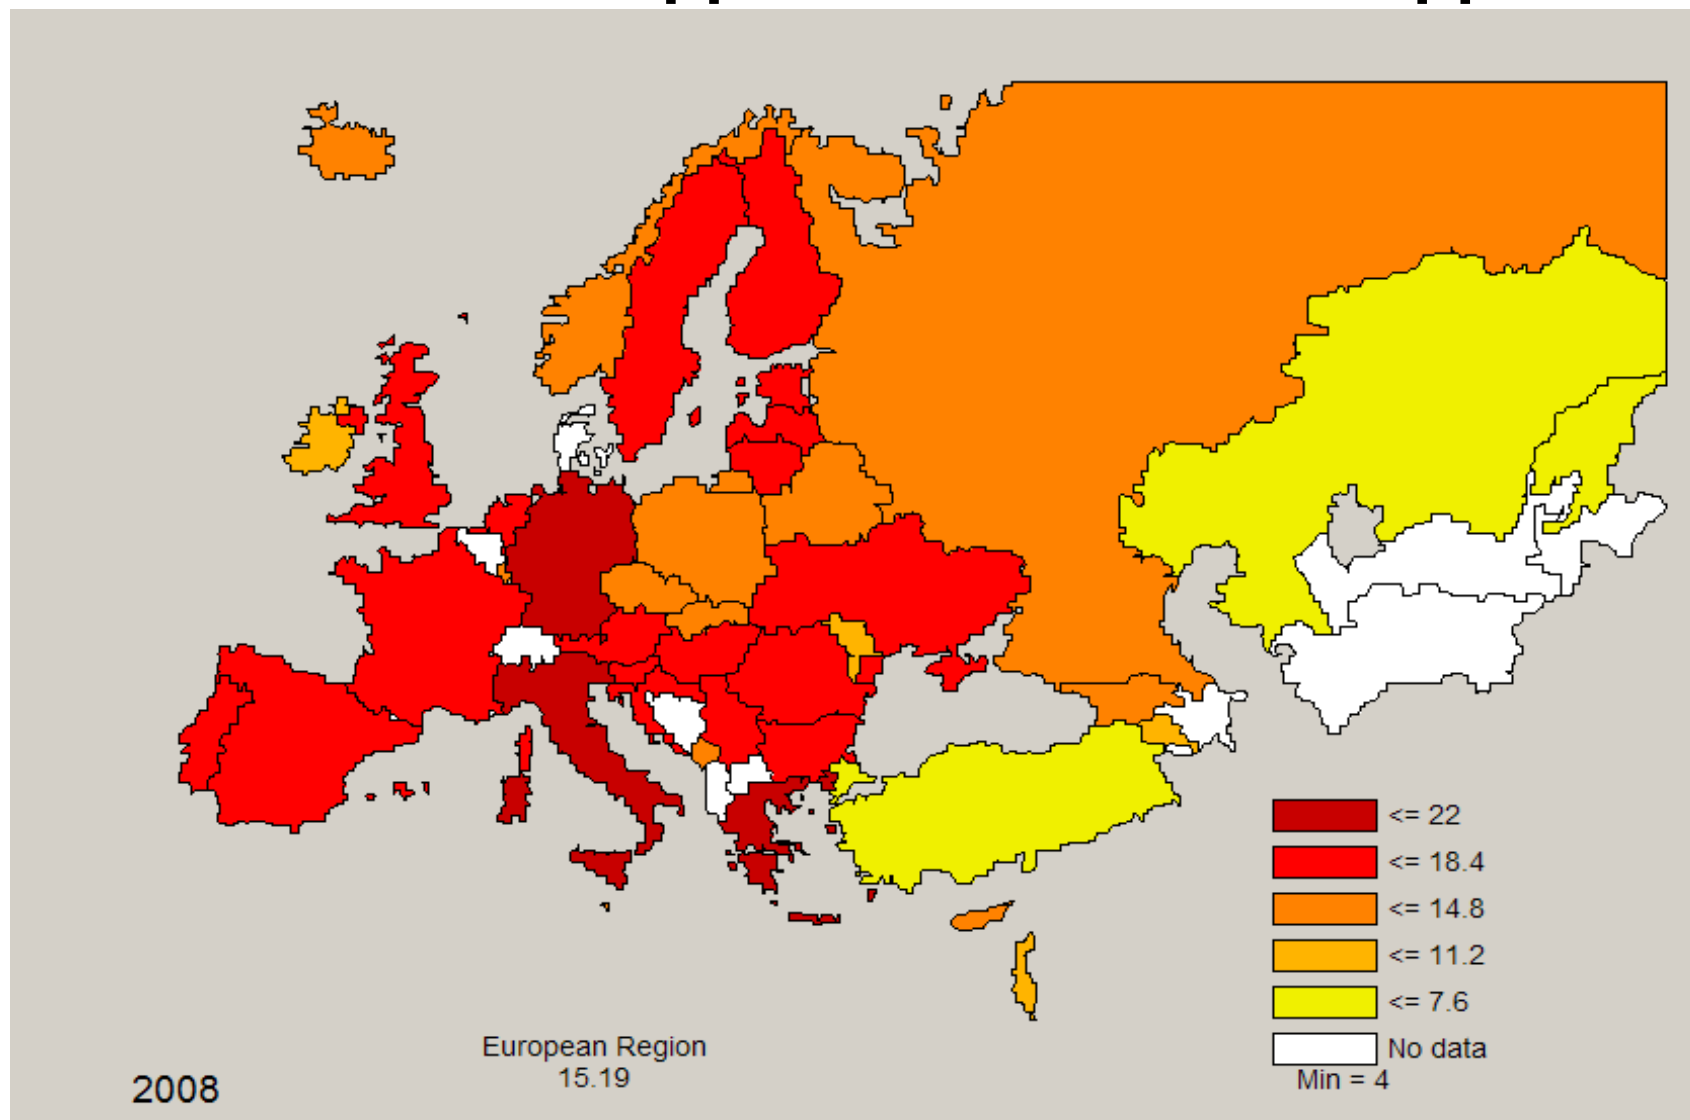 <= 22
<= 18.4
<= 14.8
<= 11.2
<= 7.6
No data
Min = 4
European Region
15.19
2008